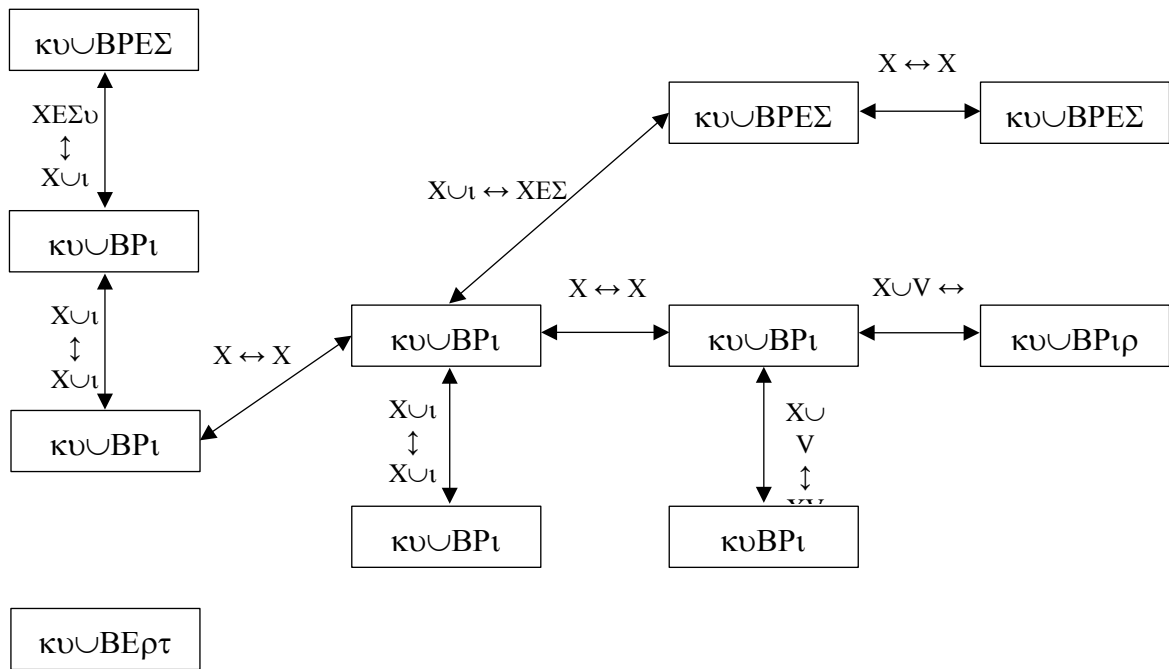 κυ∪ΒΡΕΣ
ΧΕΣυ
↕
Χ∪ι
κυ∪ΒΡΕΣ
Χ ↔ Χ
κυ∪ΒΡΕΣ
Χ∪ι ↔ ΧΕΣ
κυ∪ΒΡι
Χ∪ι
↕
Χ∪ι
Χ ↔ Χ
κυ∪ΒΡι
Χ ↔ Χ
κυ∪ΒΡι
Χ∪V ↔
κυ∪ΒΡιρ
κυ∪ΒΡι
Χ∪ι
↕
Χ∪ι
Χ∪
V
↕
κυ∪ΒΡι
κυΒΡι
κυ∪ΒΕρτ